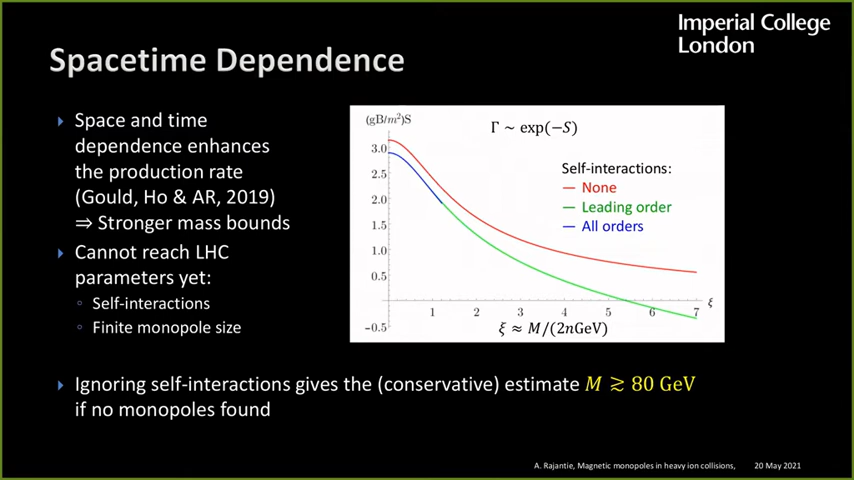 Imperial College
London
Spacetime Dependence
Space and time
dependence enhances
the production rate
(Gould, Ho & AR, 2019)
⇒ Stronger mass bounds
Cannot reach LHC
parameters yet:
Self-interactions
Finite monopole size
(gB/m²)S
Γ ~ exp(−S)
Self-interactions:
None
Leading order
All orders
3.0
2.5
2.0
1.5
1.0
0.5
−0.5
1 2 3 4 5 6 7 ξ
ξ ≈ M/(2nGeV)
Ignoring self-interactions gives the (conservative) estimate M ≳ 80 GeV
if no monopoles found
A. Rajantie, Magnetic monopoles in heavy ion collisions, 20 May 2021